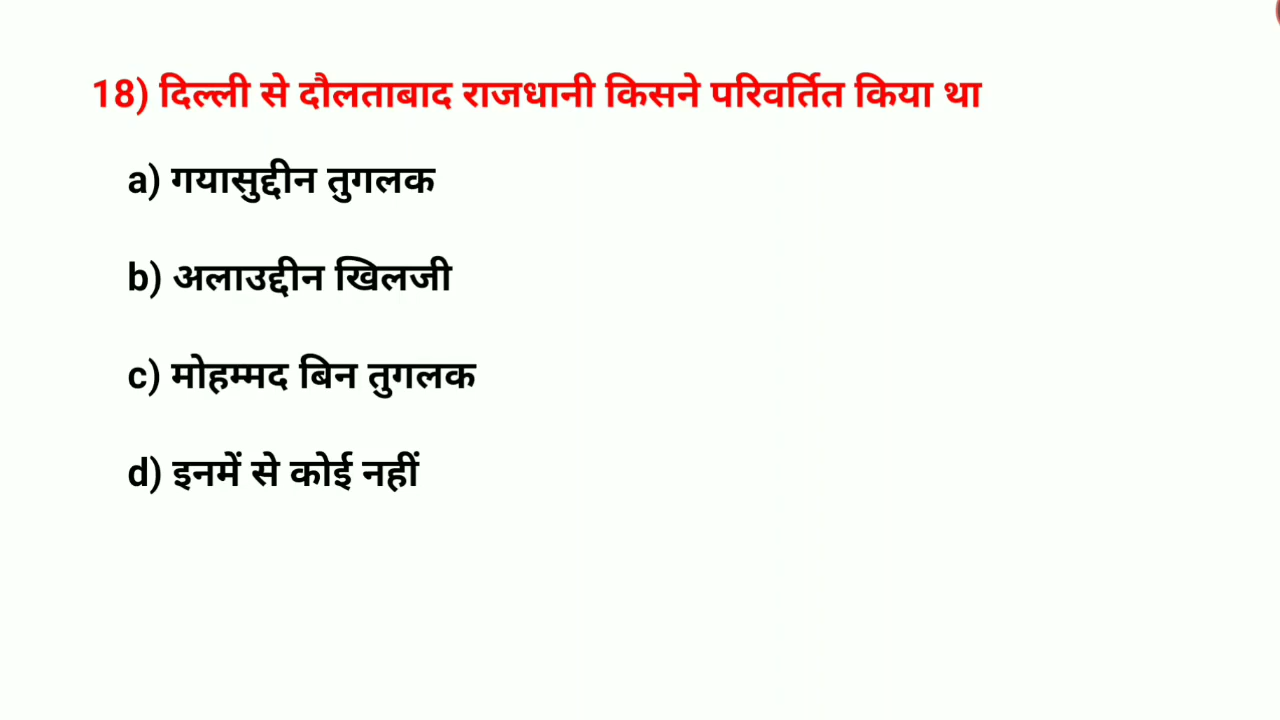 18) दिल्ली से दौलताबाद राजधानी किसने परिवर्तित किया था
a) गयासुद्दीन तुगलक
b) अलाउद्दीन खिलजी
c) मोहम्मद बिन तुगलक
d) इनमें से कोई नहीं